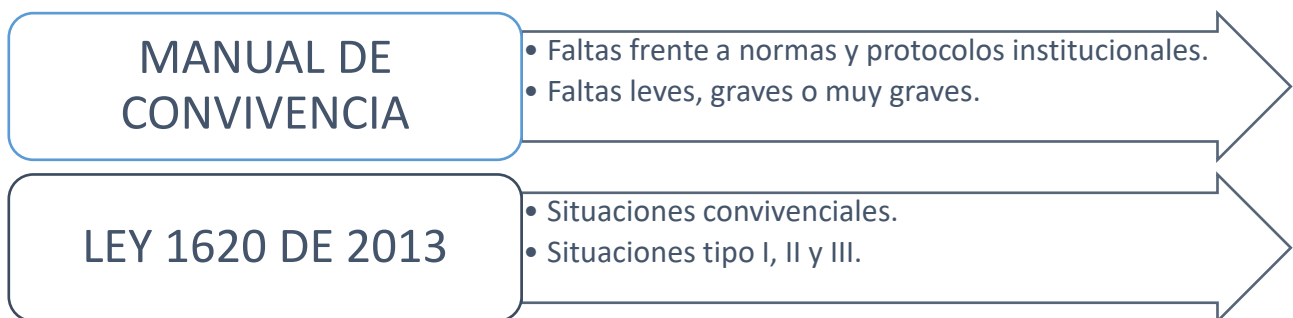 MANUAL DE
CONVIVENCIA
• Faltas frente a normas y protocolos institucionales.
• Faltas leves, graves o muy graves.
LEY 1620 DE 2013
• Situaciones convivenciales.
• Situaciones tipo I, II y III.